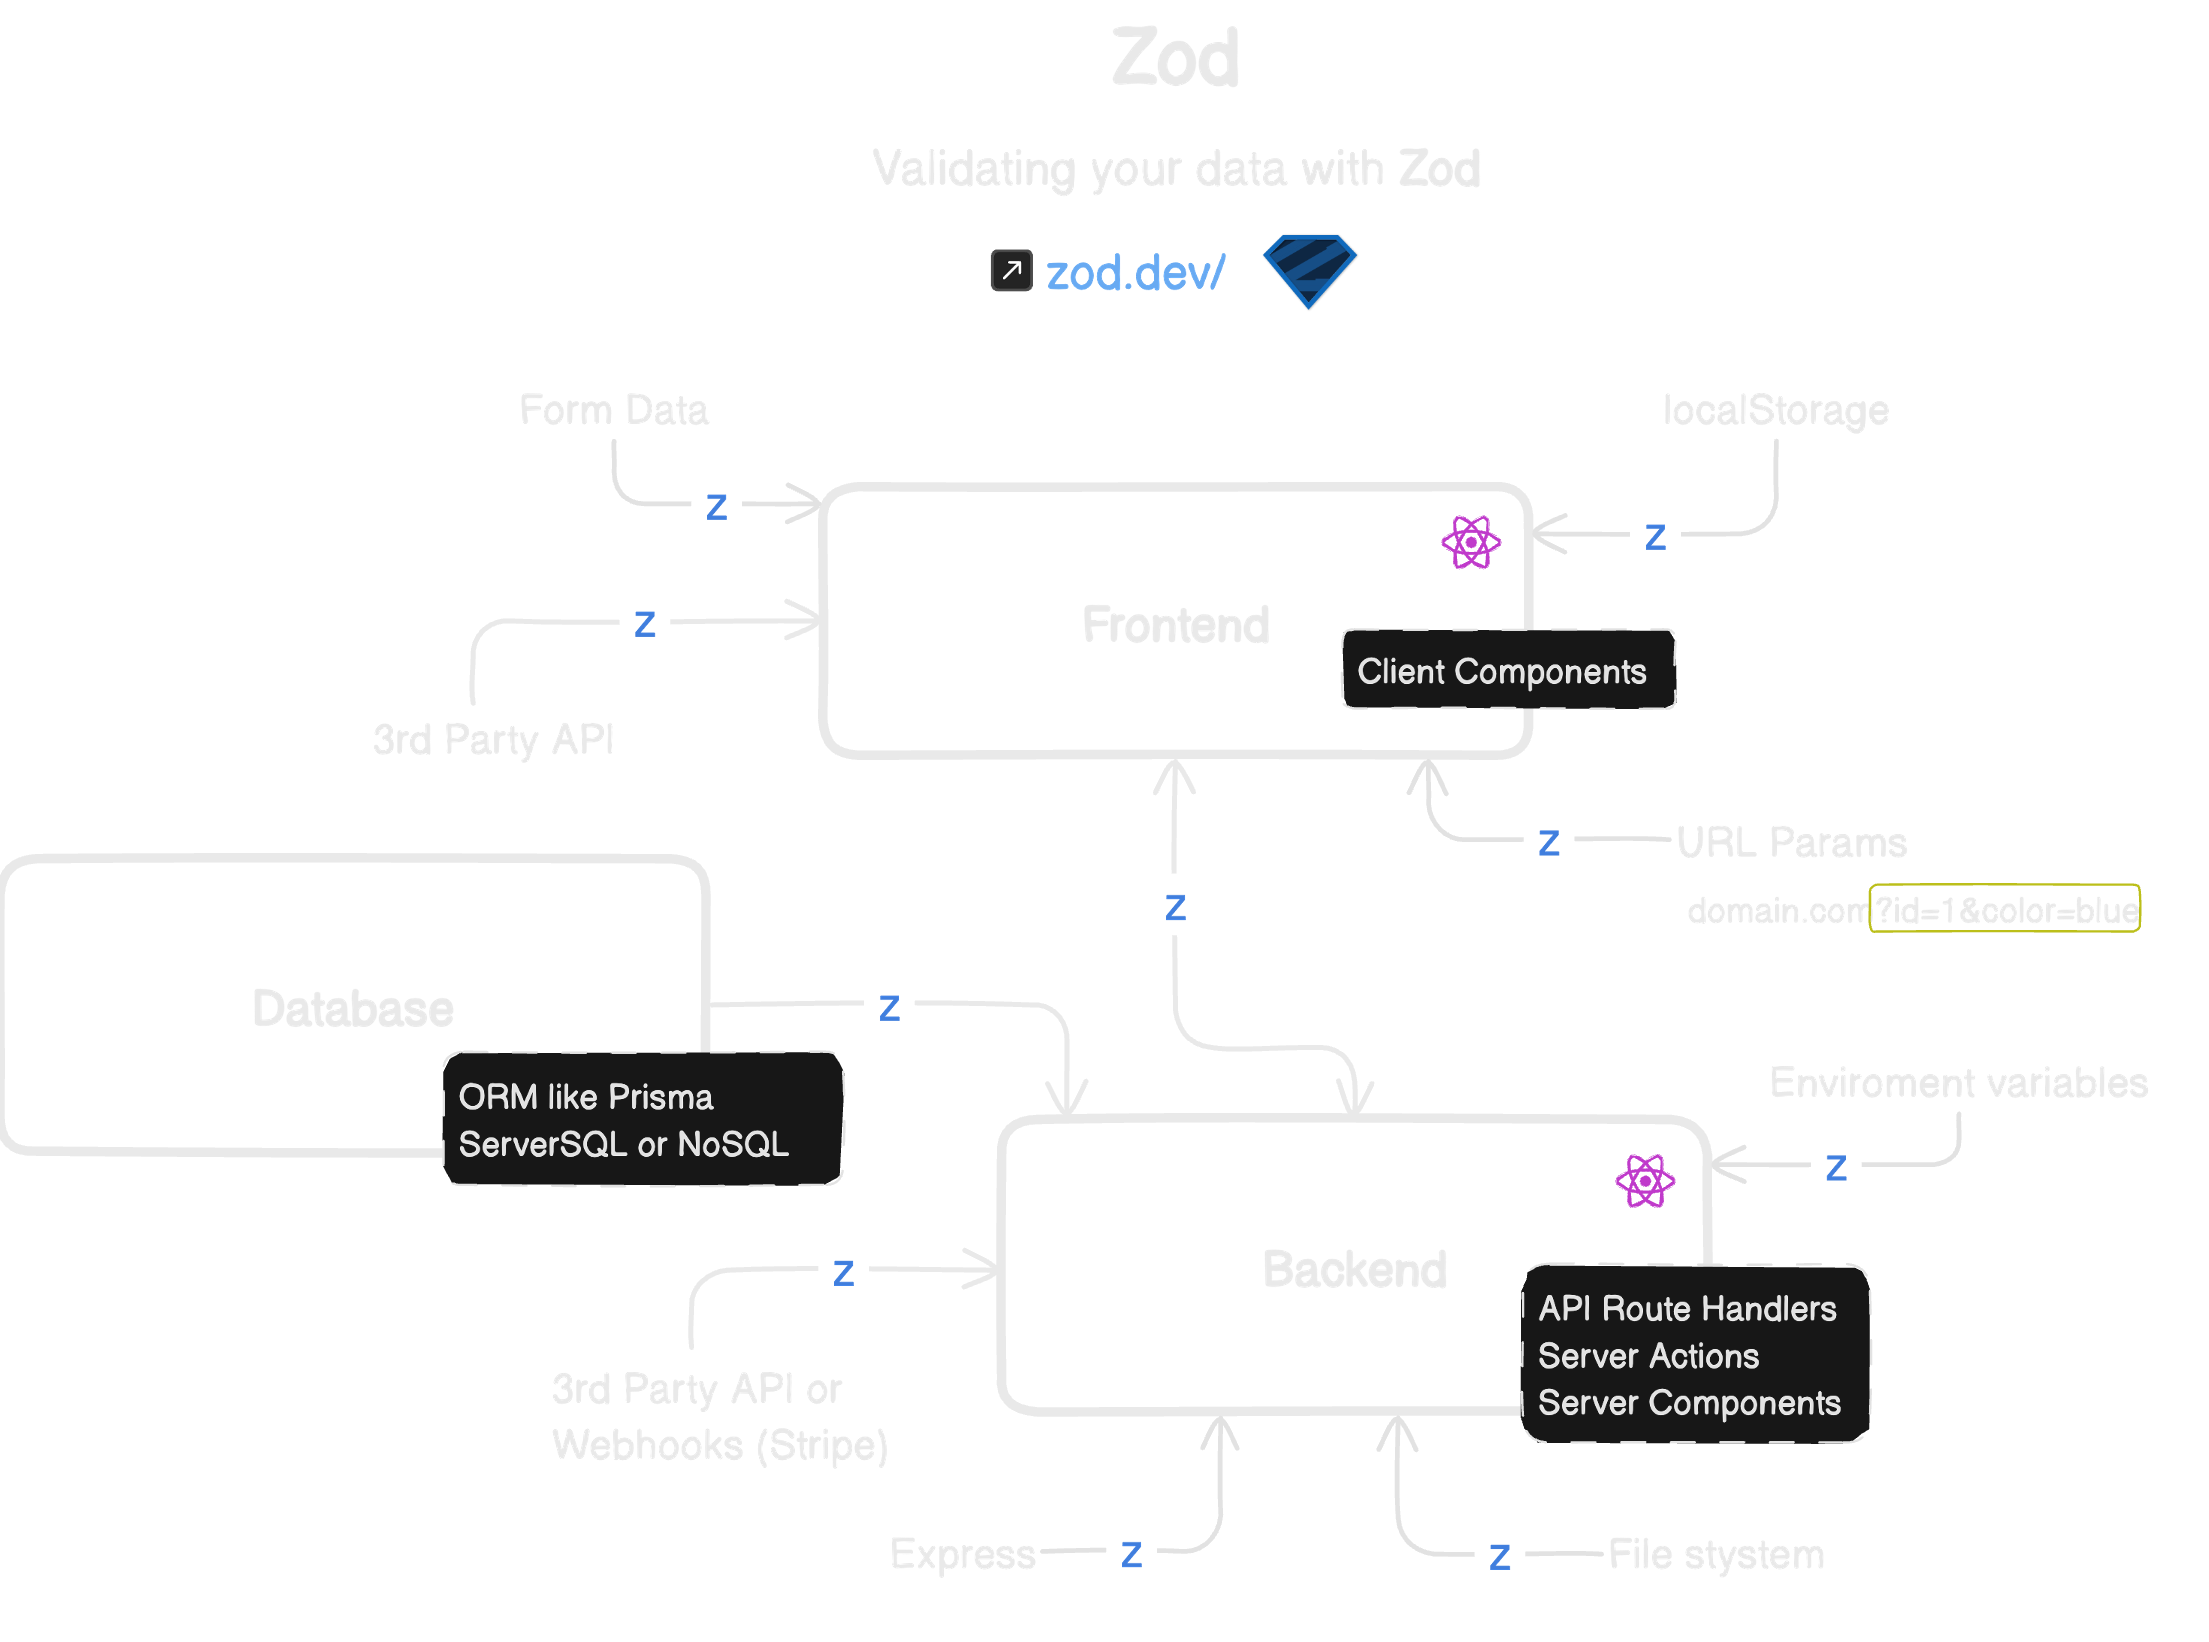 Zod
Validating your data with Zod
zod.dev/
Form Data
localStorage
z
z
Frontend
z
Client Components
3rd Party API
z
URL Params
z
domain.com?id=1&color=blue
Database
z
ORM like Prisma
ServerSQL or NoSQL
Enviroment variables
z
Backend
z
API Route Handlers
Server Actions
Server Components
3rd Party API or
Webhooks (Stripe)
Express
z
z
File stystem